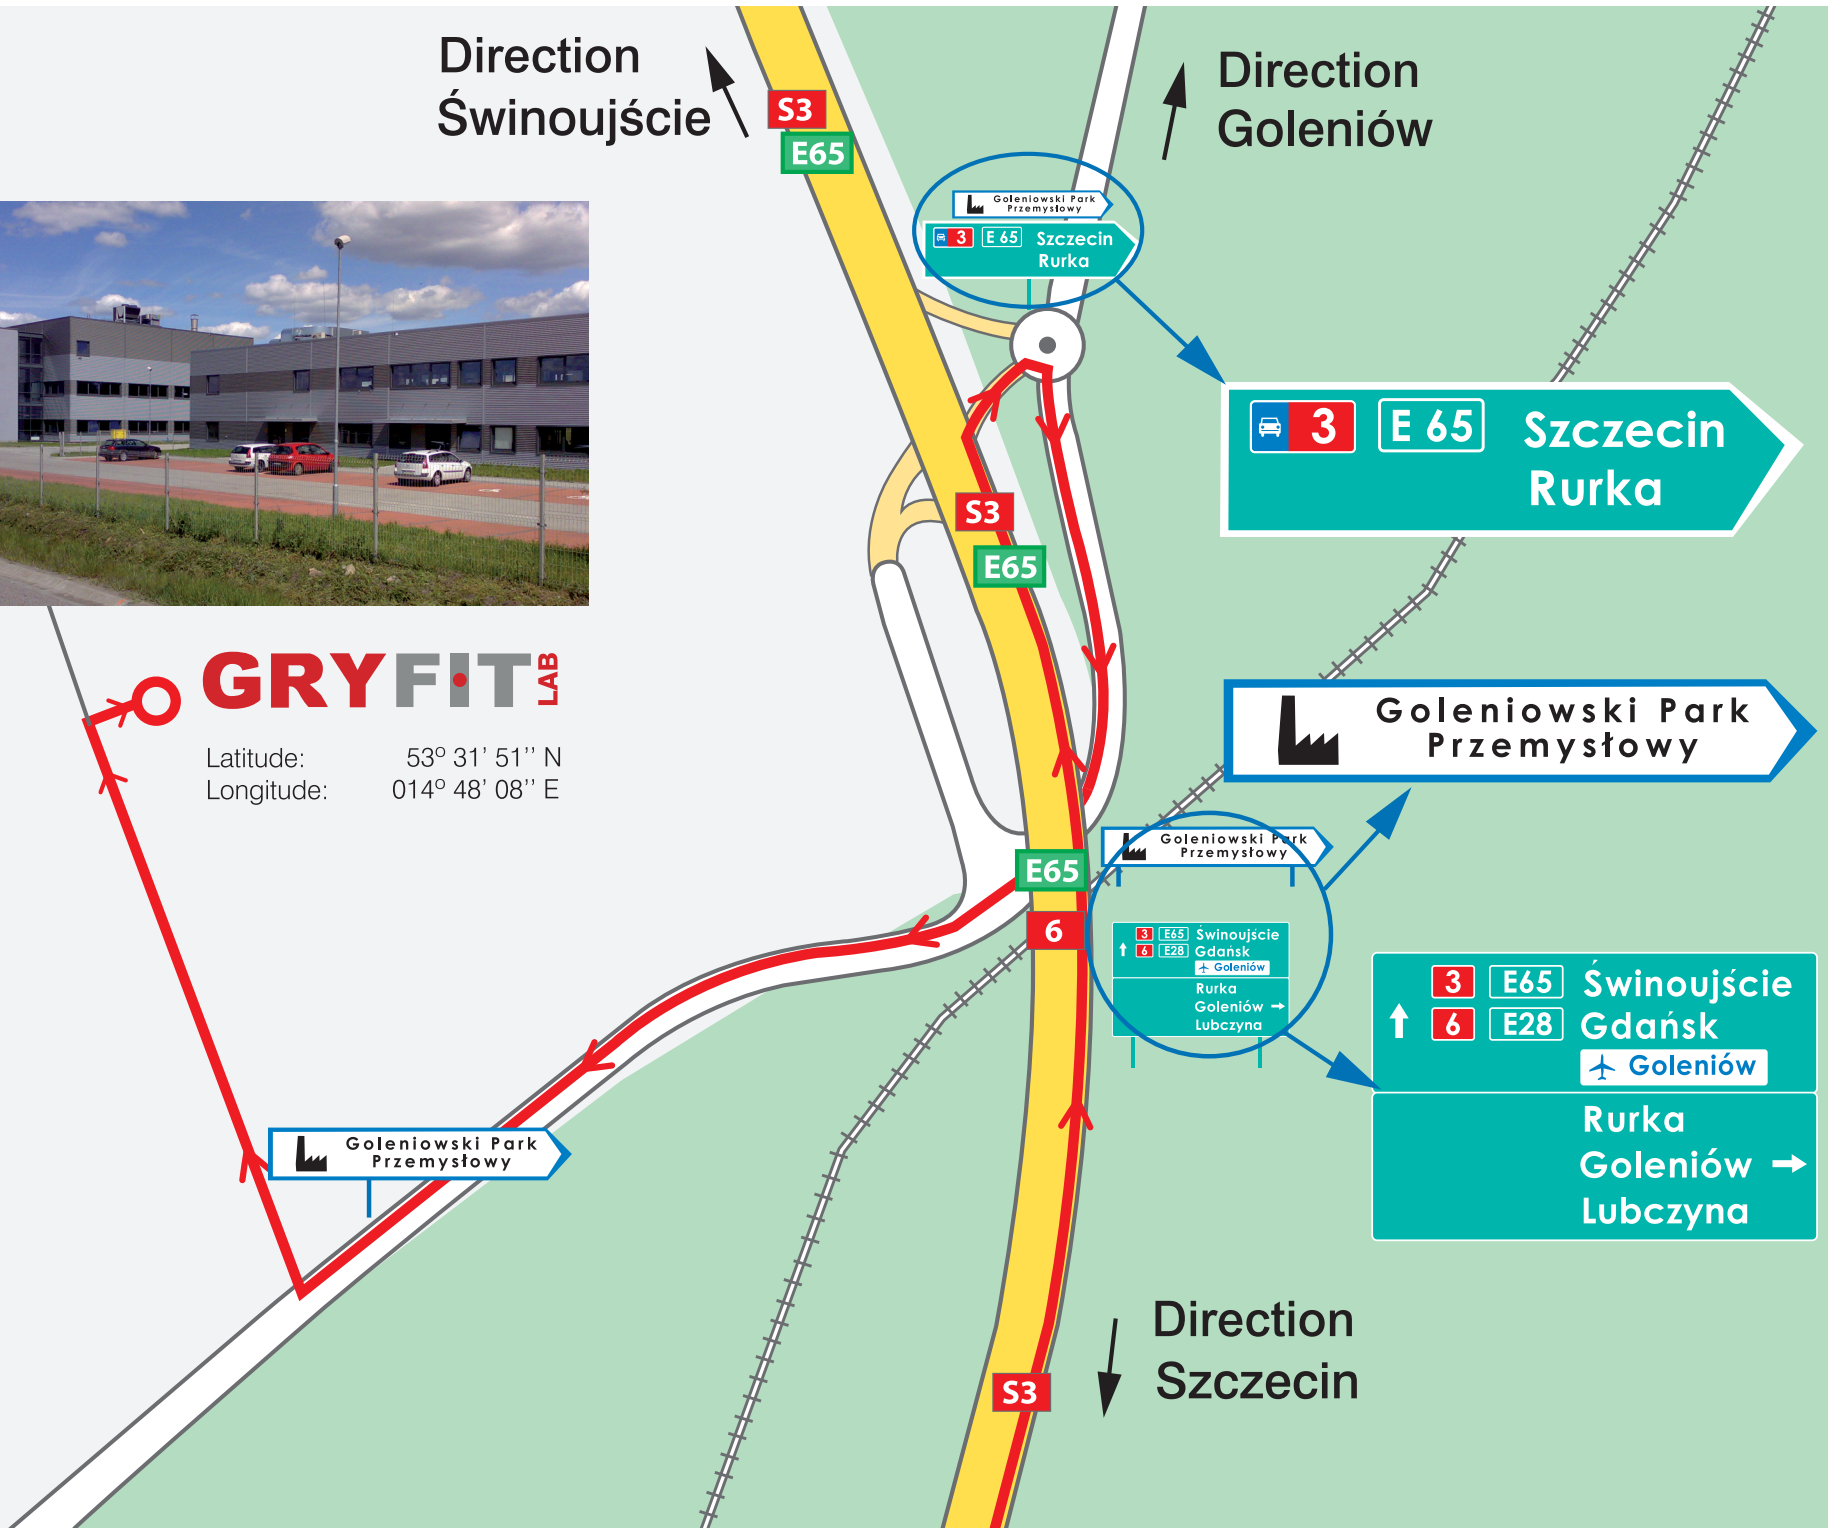 Direction
Świnoujście
S3
E65
Direction
Goleniów
Goleniowski Park
Przemysłowy
3 E 65 Szczecin
Rurka
3 E 65 Szczecin
Rurka
S3
E65
GRYFIT LAB
Latitude: 53º 31’ 51’’ N
Longitude: 014º 48’ 08’’ E
Goleniowski Park
Przemysłowy
Goleniowski Park
Przemysłowy
E65
6
3 E65 Świnoujście
6 E28 Gdańsk
Goleniów
Rurka
Goleniów
Lubczyna
3 E65 Świnoujście
6 E28 Gdańsk
Goleniów
Rurka
Goleniów
Lubczyna
Goleniowski Park
Przemysłowy
Direction
Szczecin
S3